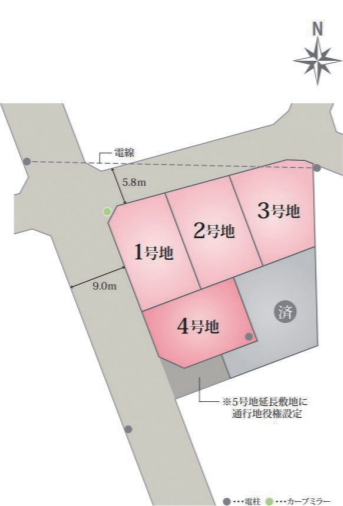 N
電線
5.8m
3号地
2号地
1号地
9.0m
済
4号地
※5号地延長敷地に
通行地役権設定
●･･･電柱 ●･･･カーブミラー